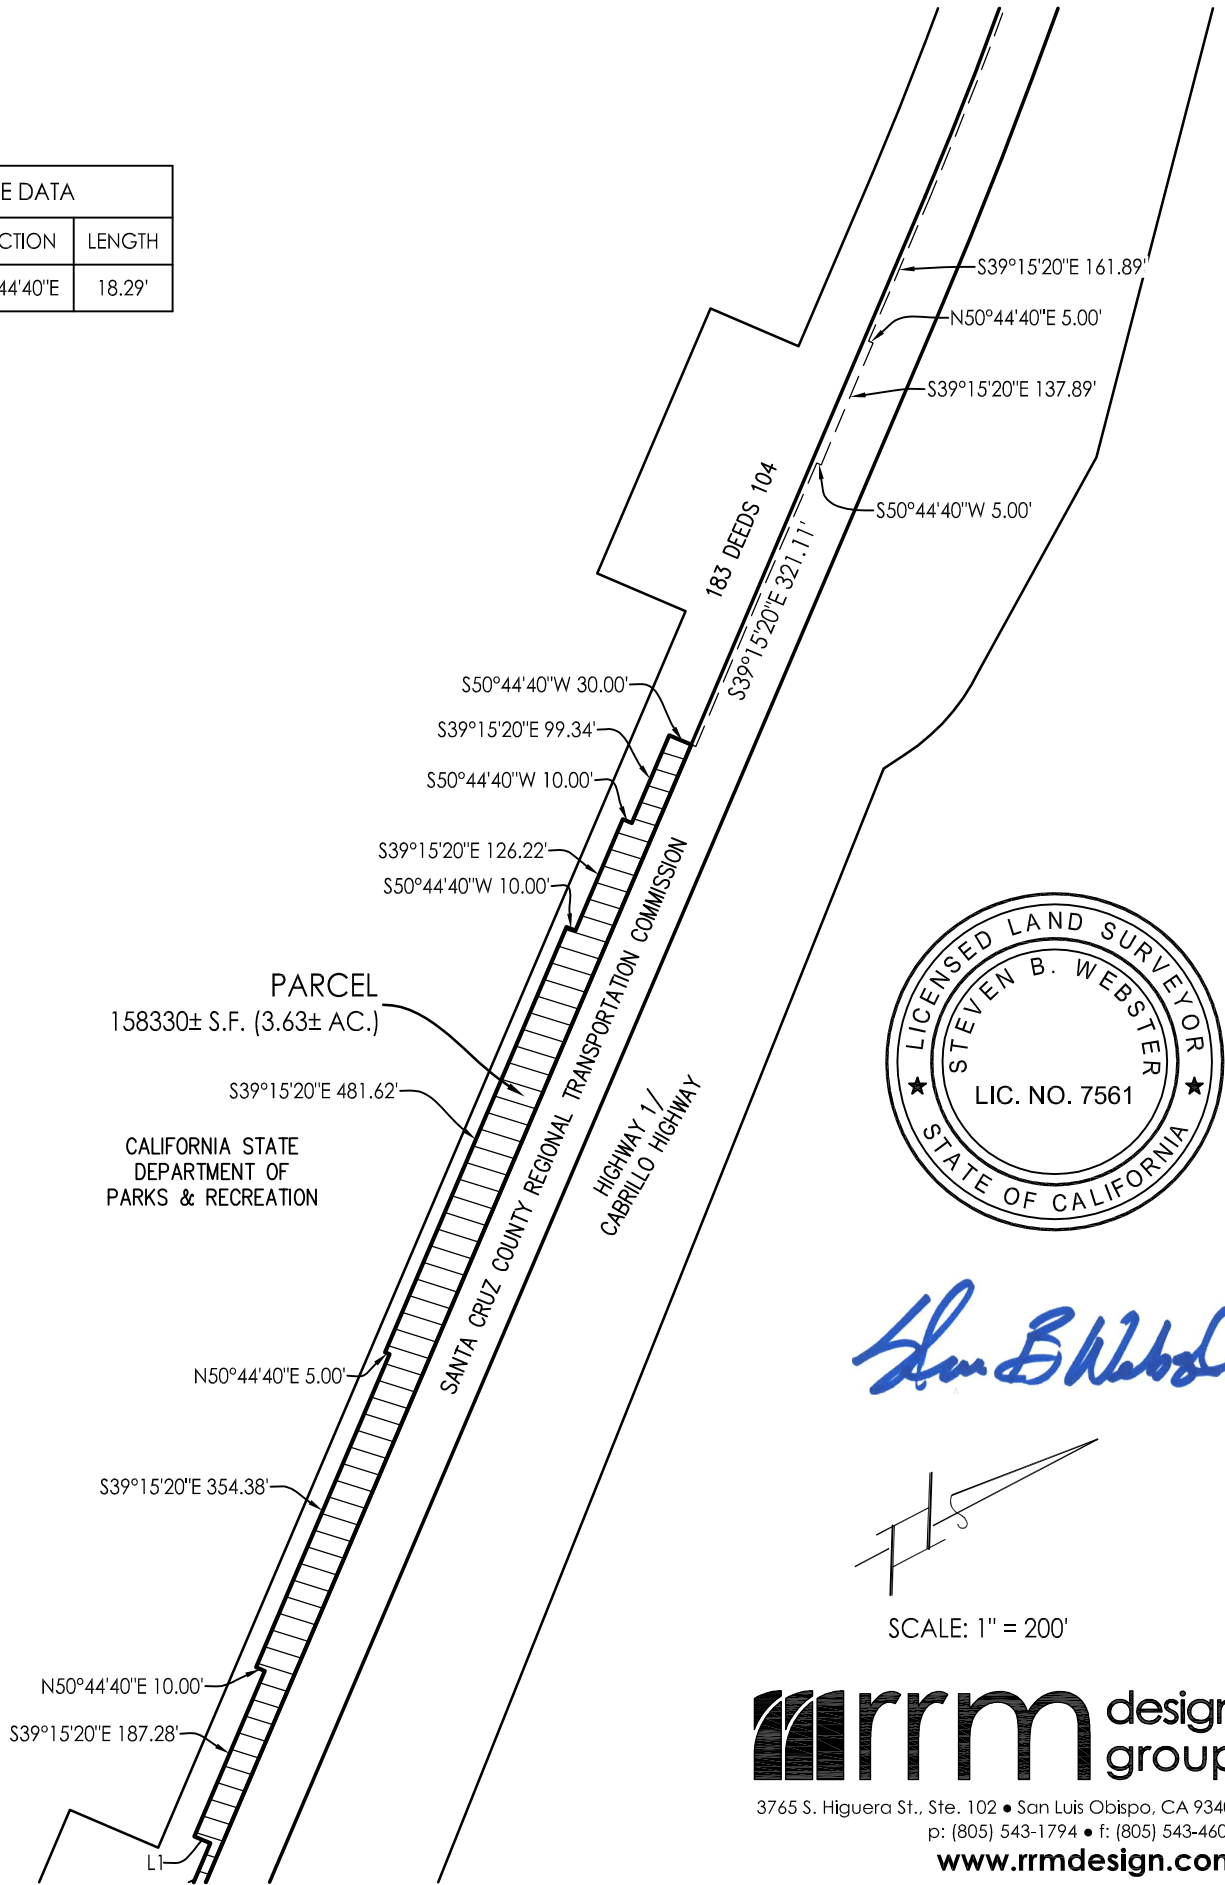 E DATA
CTION LENGTH
44'40"E 18.29'
S39°15'20"E 161.89'
N50°44'40"E 5.00'
S39°15'20"E 137.89'
S50°44'40"W 5.00'
183 DEEDS 104
S39°15'20"E 321.11'
S50°44'40"W 30.00'
S39°15'20"E 99.34'
S50°44'40"W 10.00'
S39°15'20"E 126.22'
S50°44'40"W 10.00'
PARCEL
158330± S.F. (3.63± AC.)
S39°15'20"E 481.62'
CALIFORNIA STATE
DEPARTMENT OF
PARKS & RECREATION
SANTA CRUZ COUNTY REGIONAL TRANSPORTATION COMMISSION
HIGHWAY 1/
CABRILLO HIGHWAY
LICENSED LAND SURVEYOR
STEVEN B. WEBSTER
LIC. NO. 7561
STATE OF CALIFORNIA
N50°44'40"E 5.00'
S39°15'20"E 354.38'
SCALE: 1" = 200'
N50°44'40"E 10.00'
S39°15'20"E 187.28'
L1
rrm design
group
3765 S. Higuera St., Ste. 102 • San Luis Obispo, CA 9340
p: (805) 543-1794 • f: (805) 543-460
www.rrmdesign.com